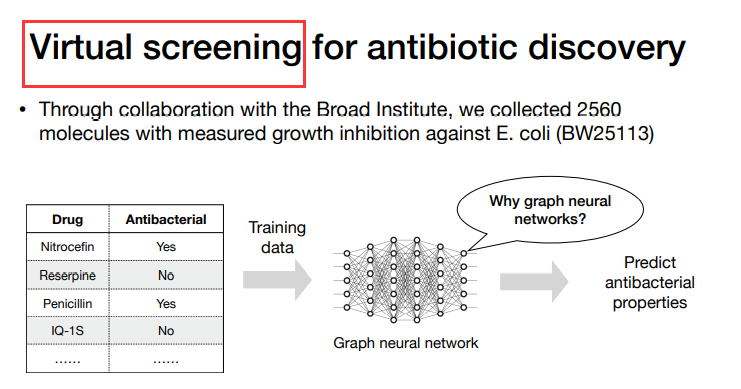 Virtual screening for antibiotic discovery
• Through collaboration with the Broad Institute, we collected 2560
molecules with measured growth inhibition against E. coli (BW25113)
Drug Antibacterial
Nitrocefin Yes
Reserpine No
Penicillin Yes
IQ-1S No
...... ......
Training
data
Why graph neural
networks?
Graph neural network
Predict
antibacterial
properties